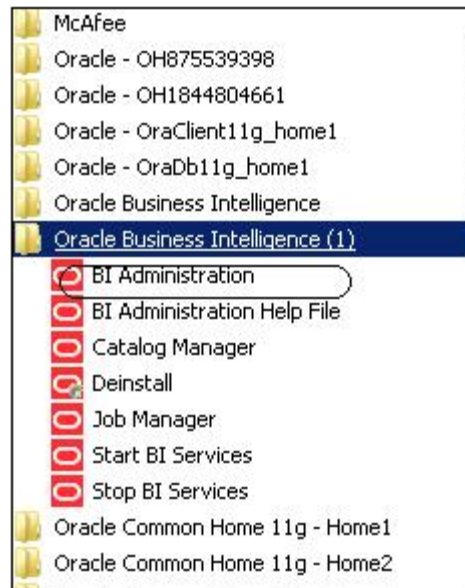 McAfee
Oracle - OH875539398
Oracle - OH1844804661
Oracle - OraClient11g_home1
Oracle - OraDb11g_home1
Oracle Business Intelligence
Oracle Business Intelligence (1)
BI Administration
BI Administration Help File
Catalog Manager
Deinstall
Job Manager
Start BI Services
Stop BI Services
Oracle Common Home 11g - Home1
Oracle Common Home 11g - Home2